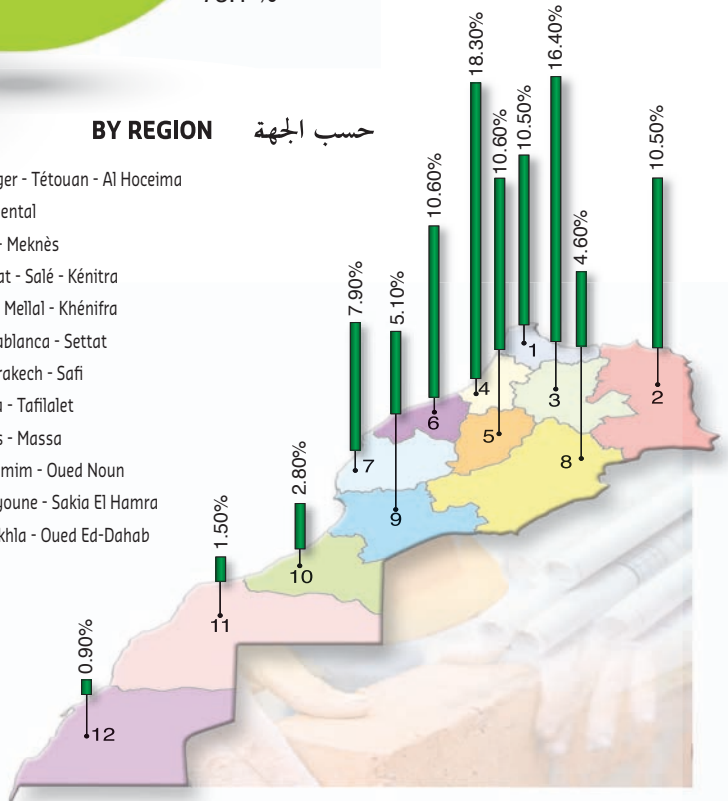 BY REGION حسب الجهة
ger - Tétouan - Al Hoceima
ental
- Meknès
at - Salé - Kénitra
Mellal - Khénifra
ablanca - Settat
rakech - Safi
a - Tafilalet
s - Massa
mim - Oued Noun
youne - Sakia El Hamra
khla - Oued Ed-Dahab
18.30%
16.40%
10.60%
10.50%
10.50%
10.60%
4.60%
7.90%
5.10%
2.80%
1.50%
0.90%
1
2
3
4
5
6
7
8
9
10
11
12